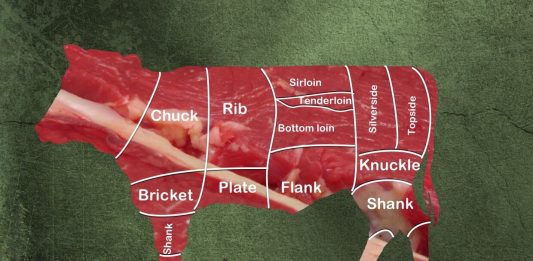 Chuck
Rib
Sirloin
Tenderloin
Bottom loin
Silverside
Topside
Bricket
Plate
Flank
Knuckle
Shank
Shank